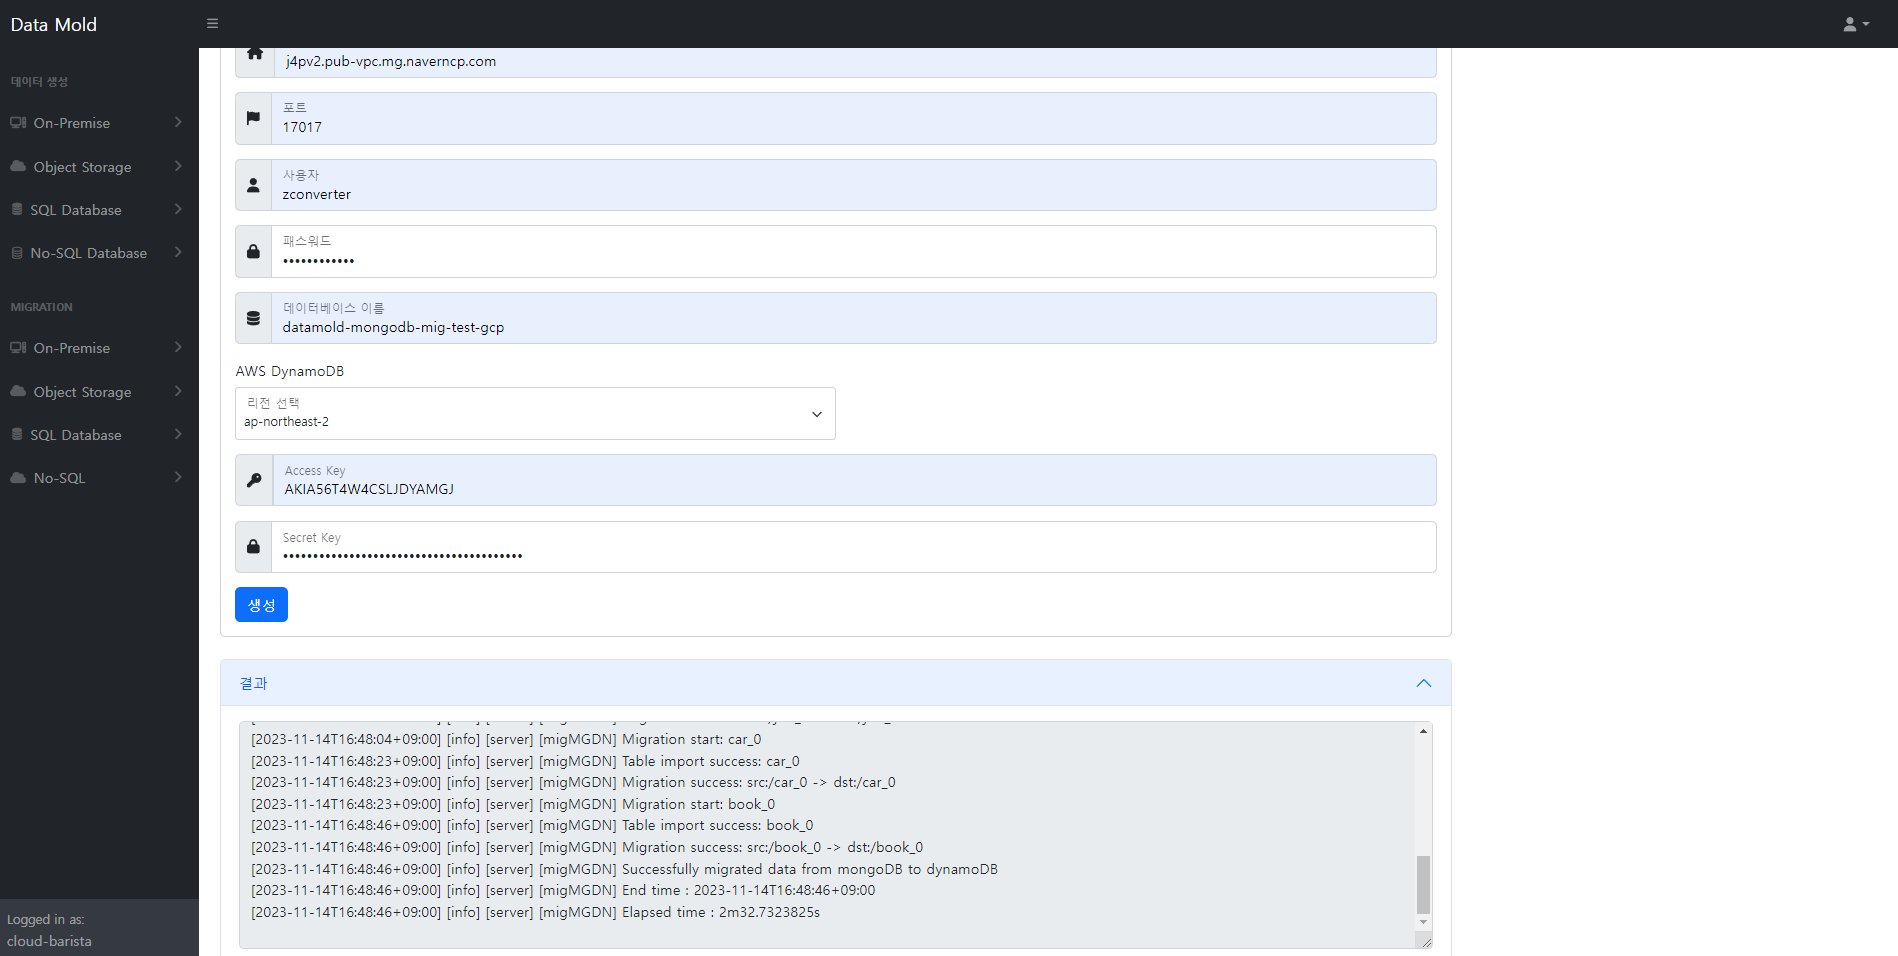 Data Mold
데이터 생성
On-Premise
Object Storage
SQL Database
No-SQL Database
MIGRATION
On-Premise
Object Storage
SQL Database
No-SQL
Logged in as:
cloud-barista
j4pv2.pub-vpc.mg.naverncp.com
포트
17017
사용자
zconverter
패스워드
••••••••••••
데이터베이스 이름
datamold-mongodb-mig-test-gcp
AWS DynamoDB
리전 선택
ap-northeast-2
Access Key
AKIA56T4W4CSLJDYAMGJ
Secret Key
••••••••••••••••••••••••••••••••••••••••
생성
결과
[2023-11-14T16:48:04+09:00] [info] [server] [migMGDN] Migration start: car_0
[2023-11-14T16:48:23+09:00] [info] [server] [migMGDN] Table import success: car_0
[2023-11-14T16:48:23+09:00] [info] [server] [migMGDN] Migration success: src:/car_0 -> dst:/car_0
[2023-11-14T16:48:23+09:00] [info] [server] [migMGDN] Migration start: book_0
[2023-11-14T16:48:46+09:00] [info] [server] [migMGDN] Table import success: book_0
[2023-11-14T16:48:46+09:00] [info] [server] [migMGDN] Migration success: src:/book_0 -> dst:/book_0
[2023-11-14T16:48:46+09:00] [info] [server] [migMGDN] Successfully migrated data from mongoDB to dynamoDB
[2023-11-14T16:48:46+09:00] [info] [server] [migMGDN] End time : 2023-11-14T16:48:46+09:00
[2023-11-14T16:48:46+09:00] [info] [server] [migMGDN] Elapsed time : 2m32.7323825s